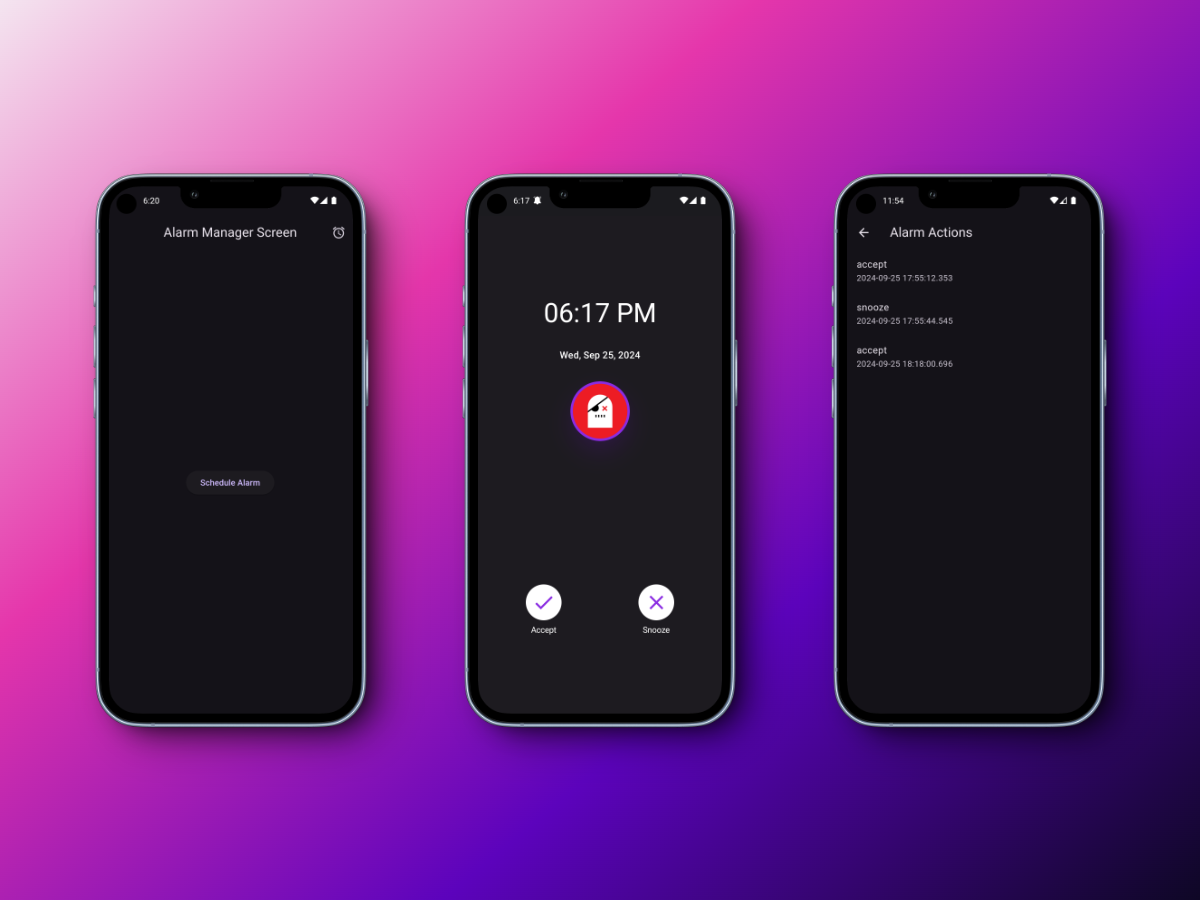 6:20
Alarm Manager Screen
Schedule Alarm
6:17
06:17 PM
Wed, Sep 25, 2024
Accept
Snooze
11:54
Alarm Actions
accept
2024-09-25 17:55:12.353
snooze
2024-09-25 17:55:44.545
accept
2024-09-25 18:18:00.696